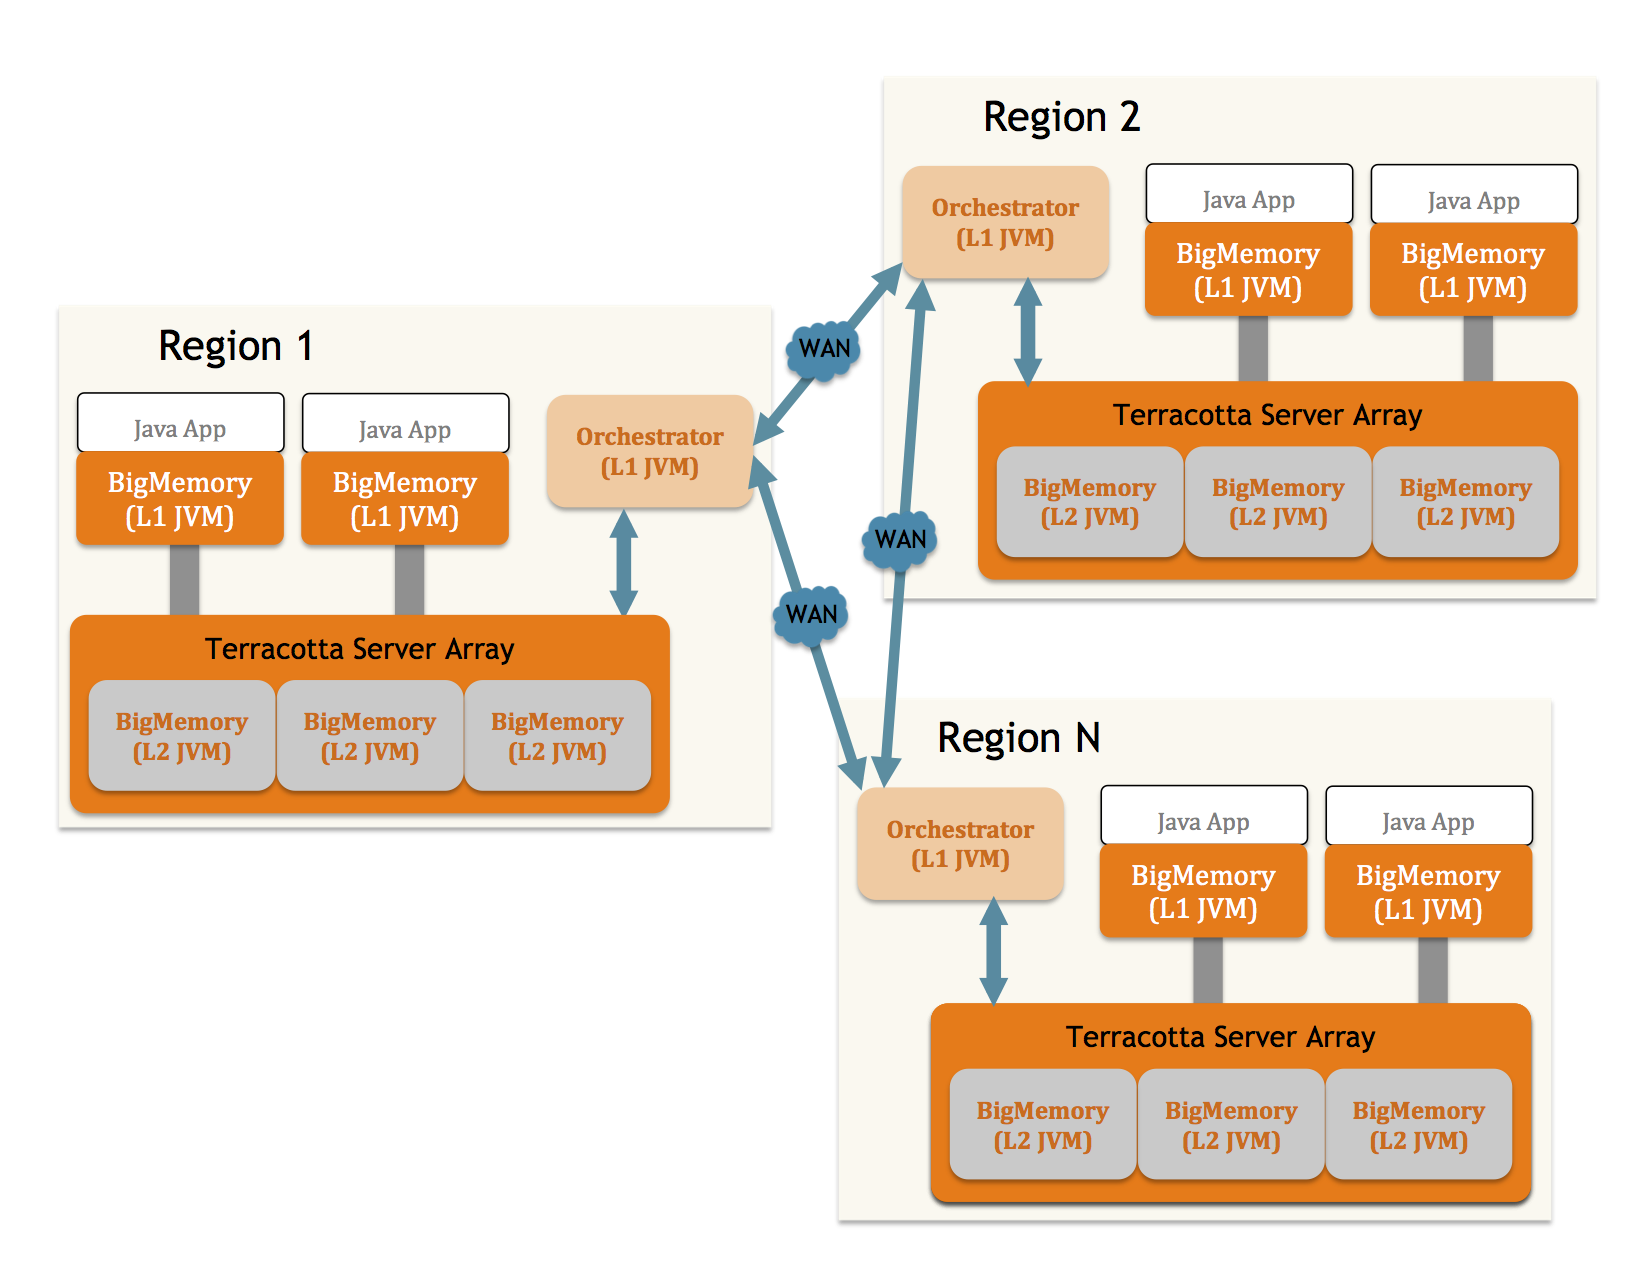 Region 2
Orchestrator
(L1 JVM)
Java App
BigMemory
(L1 JVM)
Java App
BigMemory
(L1 JVM)
Terracotta Server Array
BigMemory
(L2 JVM)
BigMemory
(L2 JVM)
BigMemory
(L2 JVM)
WAN
Region 1
Java App
BigMemory
(L1 JVM)
Java App
BigMemory
(L1 JVM)
Orchestrator
(L1 JVM)
Terracotta Server Array
BigMemory
(L2 JVM)
BigMemory
(L2 JVM)
BigMemory
(L2 JVM)
WAN
WAN
Region N
Orchestrator
(L1 JVM)
Java App
BigMemory
(L1 JVM)
Java App
BigMemory
(L1 JVM)
Terracotta Server Array
BigMemory
(L2 JVM)
BigMemory
(L2 JVM)
BigMemory
(L2 JVM)